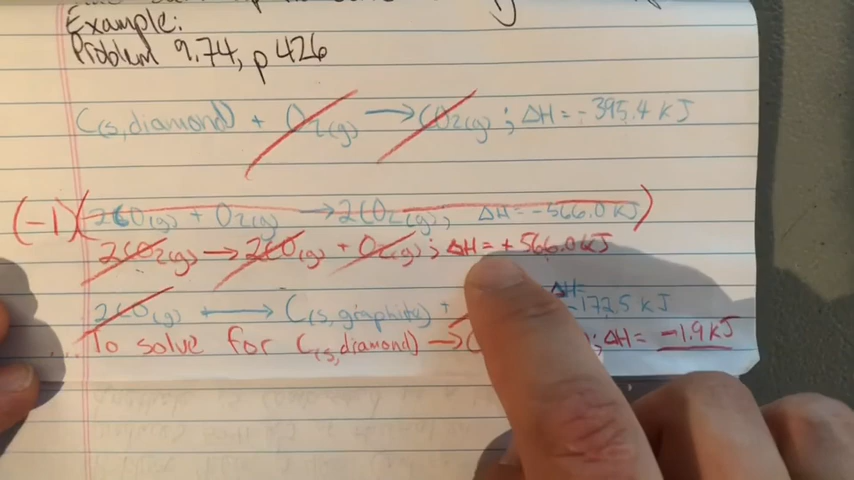 Example:
Problem 9.74, p 426
C(s,diamond) + O₂(g) → CO₂(g); ΔH = -395.4 KJ
(-1)(2CO(g) + O₂(g) → 2CO₂(g); ΔH = -566.0 KJ)
2CO₂(g) → 2CO(g) + O₂(g); ΔH = + 566.0 KJ
2CO(g) ⟷ C(s,graphite) + ΔH= -172.5 KJ
To solve for C(s,diamond) → ; ΔH = -1.9 KJ